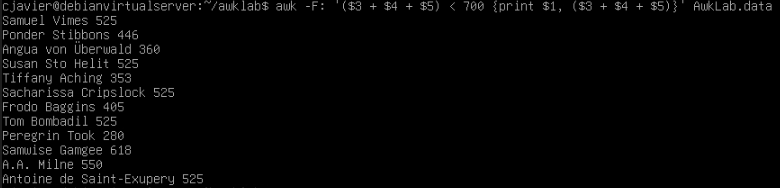 cjavier@debianvirtualserver:~/awklab$ awk -F: '($3 + $4 + $5) < 700 {print $1, ($3 + $4 + $5)}' AwkLab.data
Samuel Vimes 525
Ponder Stibbons 446
Angua von Überwald 360
Susan Sto Helit 525
Tiffany Aching 353
Sacharissa Cripslock 525
Frodo Baggins 405
Tom Bombadil 525
Peregrin Took 280
Samwise Gamgee 618
A.A. Milne 550
Antoine de Saint-Exupery 525